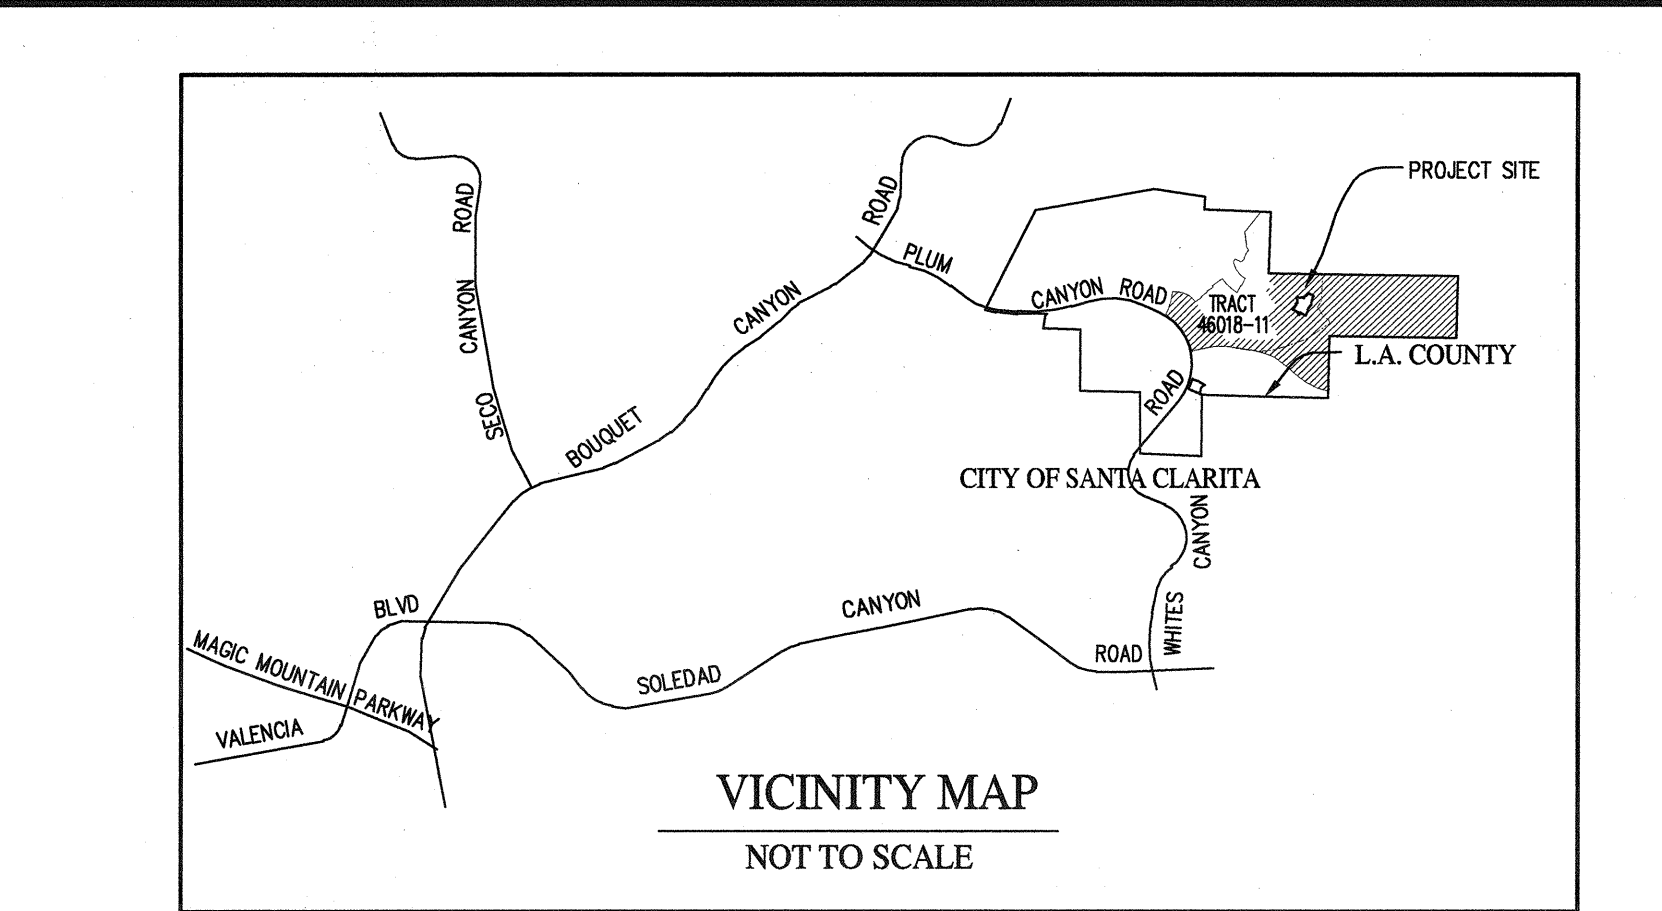 PROJECT SITE
SECO CANYON ROAD
BOUQUET CANYON ROAD
PLUM CANYON ROAD
TRACT
46018-11
L.A. COUNTY
ROAD
CITY OF SANTA CLARITA
WHITES CANYON
BLVD
MAGIC MOUNTAIN PARKWAY
VALENCIA
SOLEDAD CANYON ROAD
VICINITY MAP
NOT TO SCALE